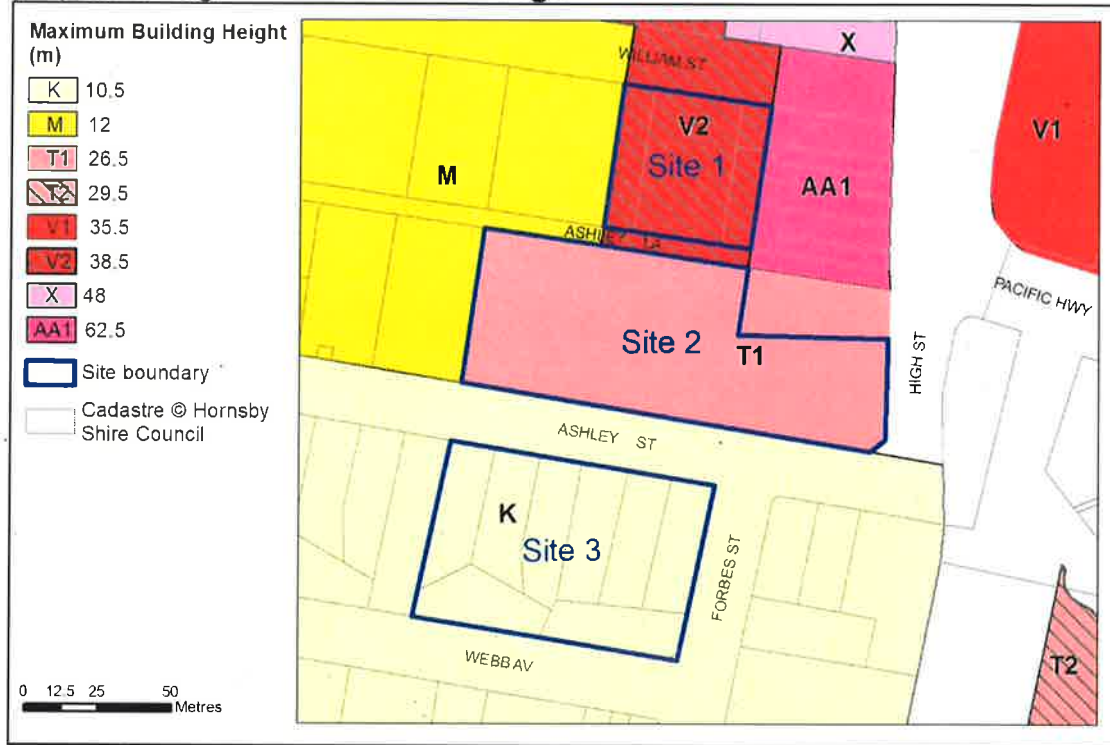 Maximum Building Height
(m)
K 10.5
M 12
T1 26.5
T2 29.5
V1 35.5
V2 38.5
X 48
AA1 62.5
Site boundary
Cadastre © Hornsby
Shire Council
0 12.5 25 50
Metres
X
WILLIAM ST
V2
Site 1
V1
M
AA1
ASHLEY LA
PACIFIC HWY
Site 2
T1
HIGH ST
ASHLEY ST
K
Site 3
FORBES ST
WEBB AV
T2